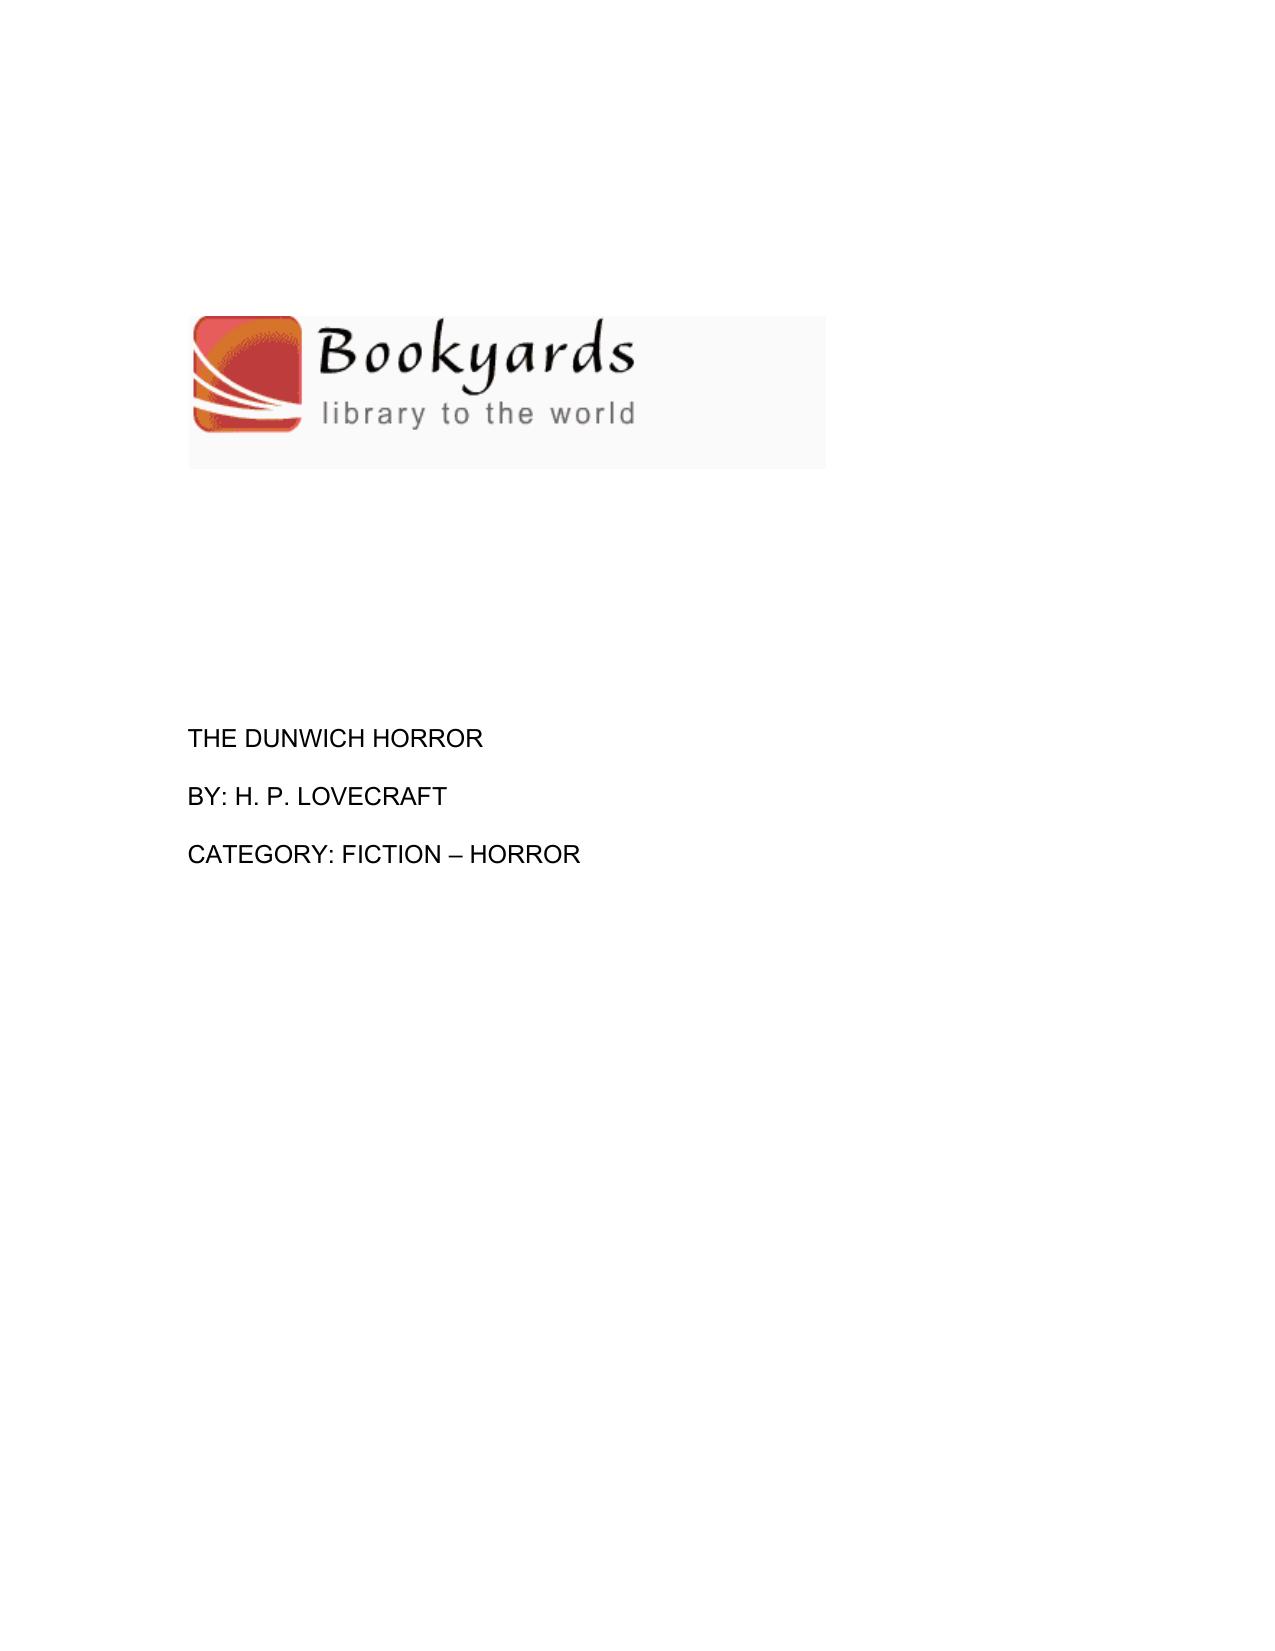 Bookyards
library to the world
THE DUNWICH HORROR
BY: H. P. LOVECRAFT
CATEGORY: FICTION – HORROR